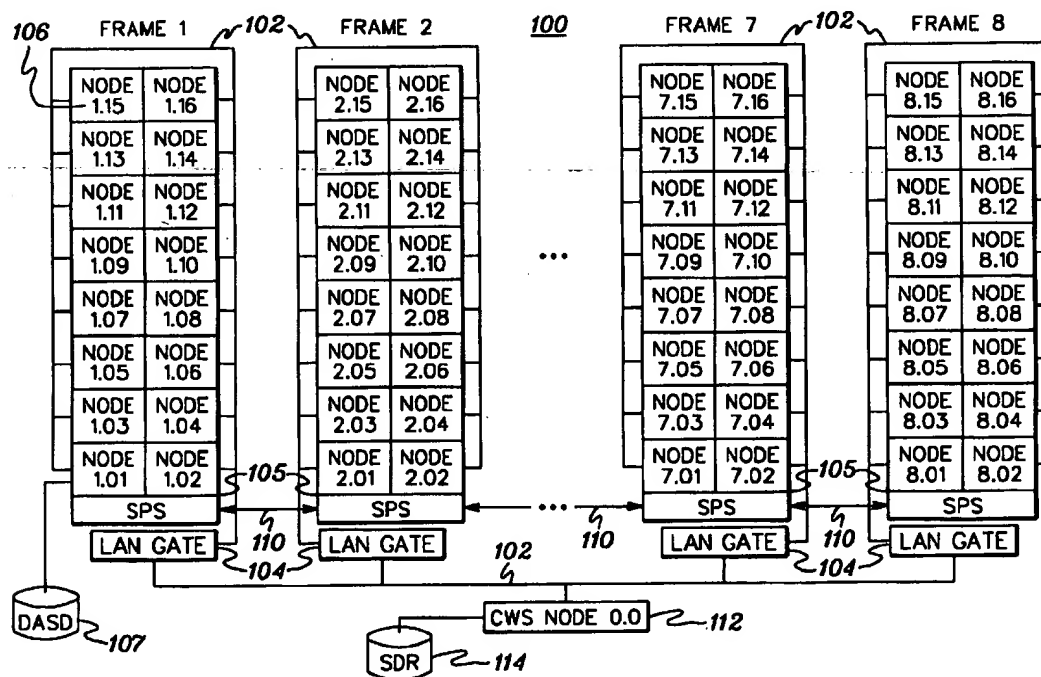 FRAME 1 102 FRAME 2 100 FRAME 7 102 FRAME 8
106
NODE 1.15 NODE 1.16 NODE 2.15 NODE 2.16 NODE 7.15 NODE 7.16 NODE 8.15 NODE 8.16
NODE 1.13 NODE 1.14 NODE 2.13 NODE 2.14 NODE 7.13 NODE 7.14 NODE 8.13 NODE 8.14
NODE 1.11 NODE 1.12 NODE 2.11 NODE 2.12 NODE 7.11 NODE 7.12 NODE 8.11 NODE 8.12
NODE 1.09 NODE 1.10 NODE 2.09 NODE 2.10 ... NODE 7.09 NODE 7.10 NODE 8.09 NODE 8.10
NODE 1.07 NODE 1.08 NODE 2.07 NODE 2.08 NODE 7.07 NODE 7.08 NODE 8.07 NODE 8.08
NODE 1.05 NODE 1.06 NODE 2.05 NODE 2.06 NODE 7.05 NODE 7.06 NODE 8.05 NODE 8.06
NODE 1.03 NODE 1.04 NODE 2.03 NODE 2.04 NODE 7.03 NODE 7.04 NODE 8.03 NODE 8.04
NODE 1.01 NODE 1.02 105 NODE 2.01 NODE 2.02 NODE 7.01 NODE 7.02 105 NODE 8.01 NODE 8.02
SPS SPS ... SPS SPS
110 110 110
LAN GATE 104 LAN GATE 102 LAN GATE 104 LAN GATE
DASD 107
CWS NODE 0.0 112
SDR 114